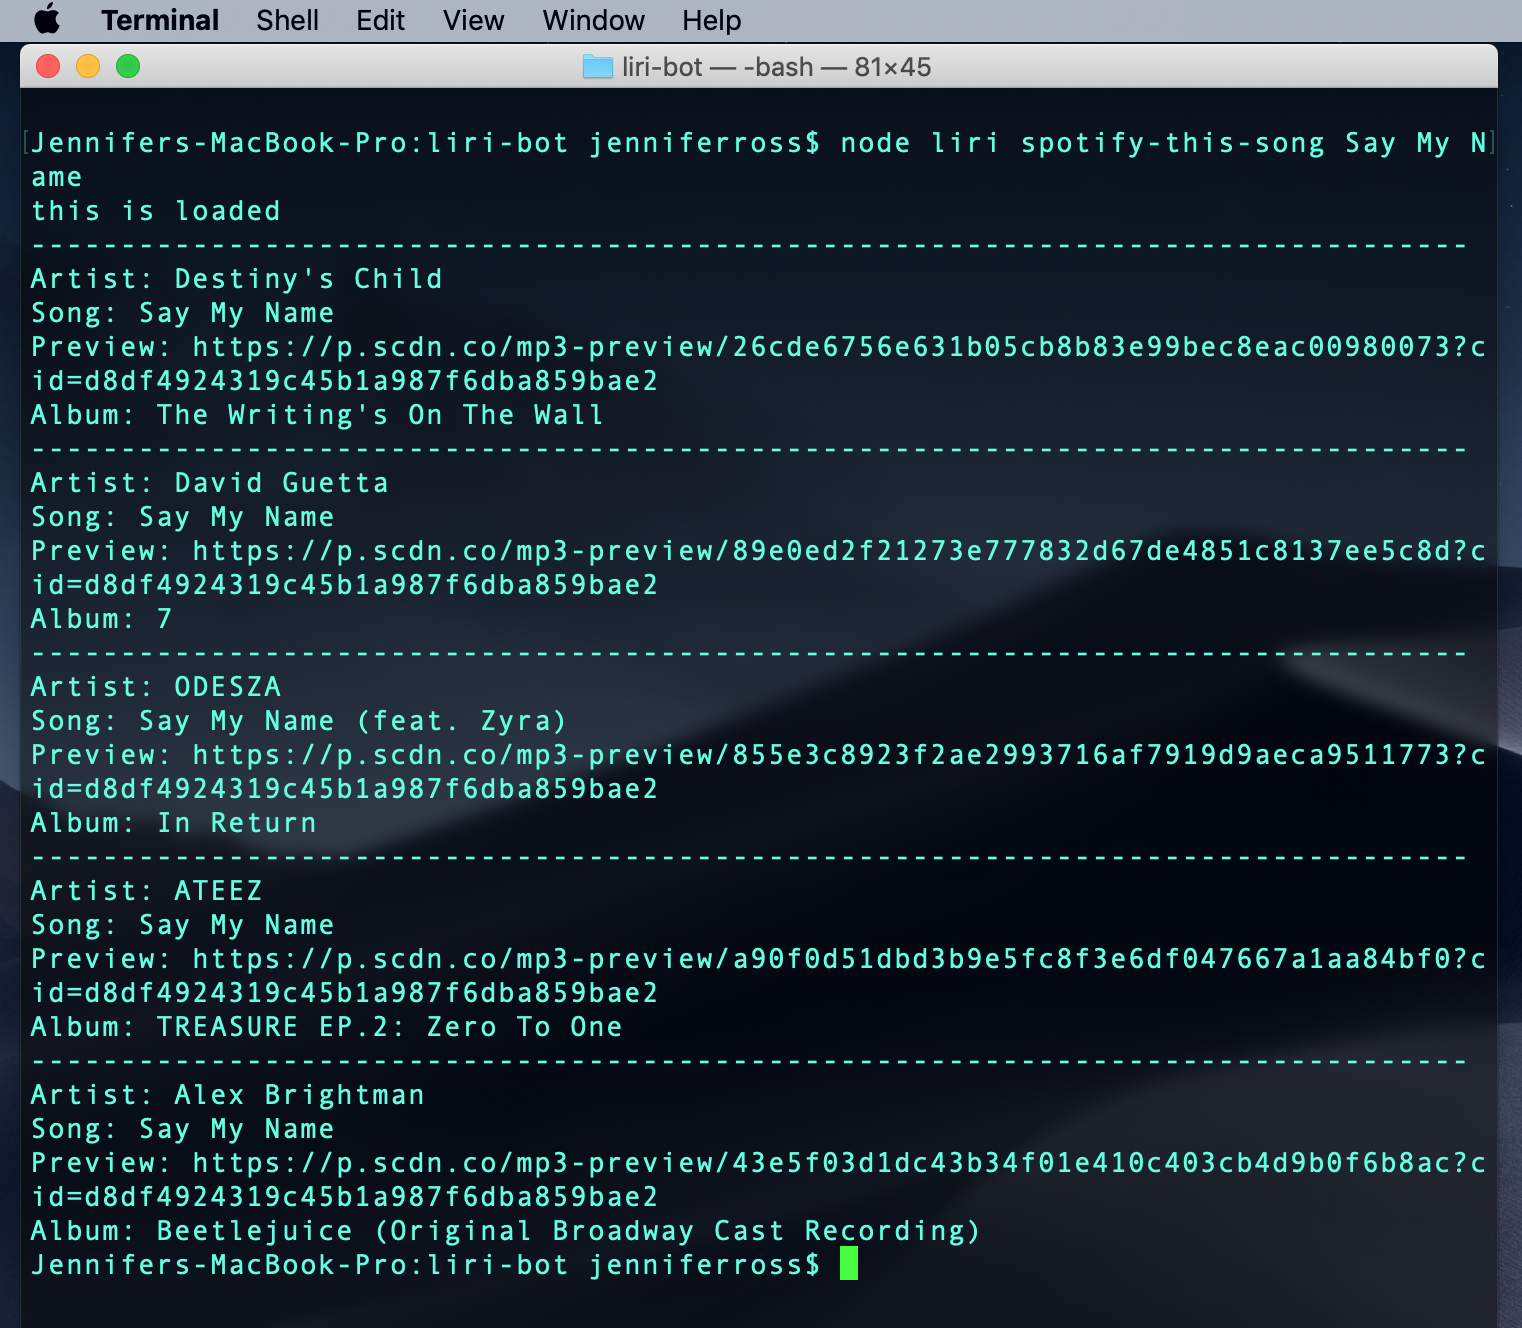 Terminal Shell Edit View Window Help
liri-bot — -bash — 81×45
[Jennifers-MacBook-Pro:liri-bot jenniferross$ node liri spotify-this-song Say My N]
ame
this is loaded
--------------------------------------------------------------------------------
Artist: Destiny's Child
Song: Say My Name
Preview: https://p.scdn.co/mp3-preview/26cde6756e631b05cb8b83e99bec8eac00980073?c
id=d8df4924319c45b1a987f6dba859bae2
Album: The Writing's On The Wall
--------------------------------------------------------------------------------
Artist: David Guetta
Song: Say My Name
Preview: https://p.scdn.co/mp3-preview/89e0ed2f21273e777832d67de4851c8137ee5c8d?c
id=d8df4924319c45b1a987f6dba859bae2
Album: 7
--------------------------------------------------------------------------------
Artist: ODESZA
Song: Say My Name (feat. Zyra)
Preview: https://p.scdn.co/mp3-preview/855e3c8923f2ae2993716af7919d9aeca9511773?c
id=d8df4924319c45b1a987f6dba859bae2
Album: In Return
--------------------------------------------------------------------------------
Artist: ATEEZ
Song: Say My Name
Preview: https://p.scdn.co/mp3-preview/a90f0d51dbd3b9e5fc8f3e6df047667a1aa84bf0?c
id=d8df4924319c45b1a987f6dba859bae2
Album: TREASURE EP.2: Zero To One
--------------------------------------------------------------------------------
Artist: Alex Brightman
Song: Say My Name
Preview: https://p.scdn.co/mp3-preview/43e5f03d1dc43b34f01e410c403cb4d9b0f6b8ac?c
id=d8df4924319c45b1a987f6dba859bae2
Album: Beetlejuice (Original Broadway Cast Recording)
Jennifers-MacBook-Pro:liri-bot jenniferross$